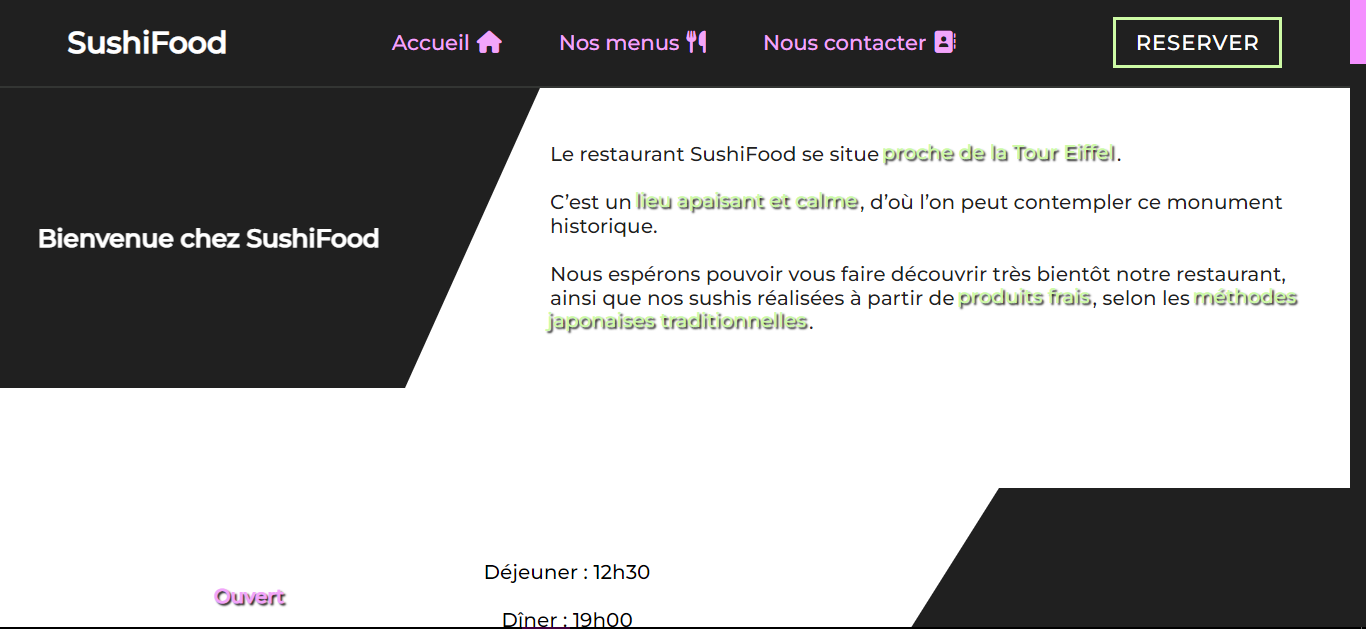 SushiFood
Accueil
Nos menus
Nous contacter
RESERVER
Bienvenue chez SushiFood
Le restaurant SushiFood se situe proche de la Tour Eiffel.
C’est un lieu apaisant et calme, d’où l’on peut contempler ce monument
historique.
Nous espérons pouvoir vous faire découvrir très bientôt notre restaurant,
ainsi que nos sushis réalisées à partir de produits frais, selon les méthodes
japonaises traditionnelles.
Ouvert
Déjeuner : 12h30
Dîner : 19h00